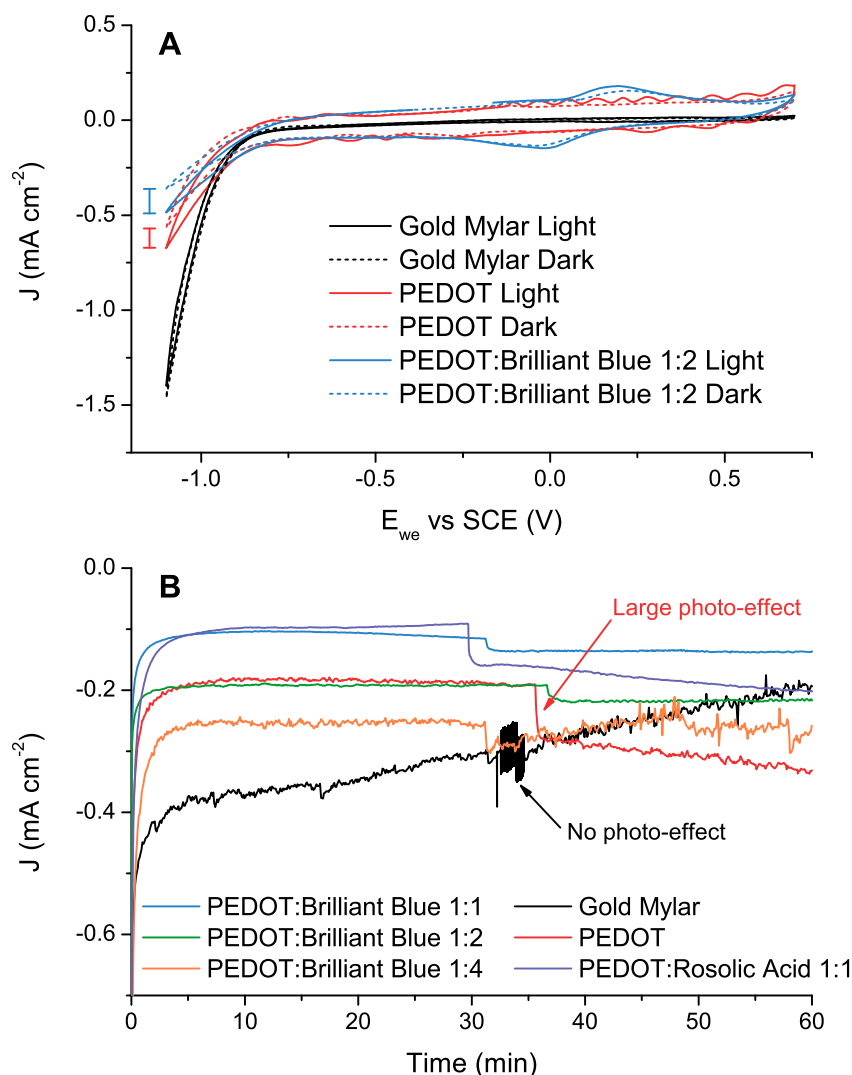 A
0.5
0.0
-0.5
-1.0
-1.5
J (mA cm-2)
Gold Mylar Light
Gold Mylar Dark
PEDOT Light
PEDOT Dark
PEDOT:Brilliant Blue 1:2 Light
PEDOT:Brilliant Blue 1:2 Dark
-1.0 -0.5 0.0 0.5
Ewe vs SCE (V)
B
0.0
-0.2
-0.4
-0.6
J (mA cm-2)
Large photo-effect
No photo-effect
PEDOT:Brilliant Blue 1:1 Gold Mylar
PEDOT:Brilliant Blue 1:2 PEDOT
PEDOT:Brilliant Blue 1:4 PEDOT:Rosolic Acid 1:1
0 10 20 30 40 50 60
Time (min)